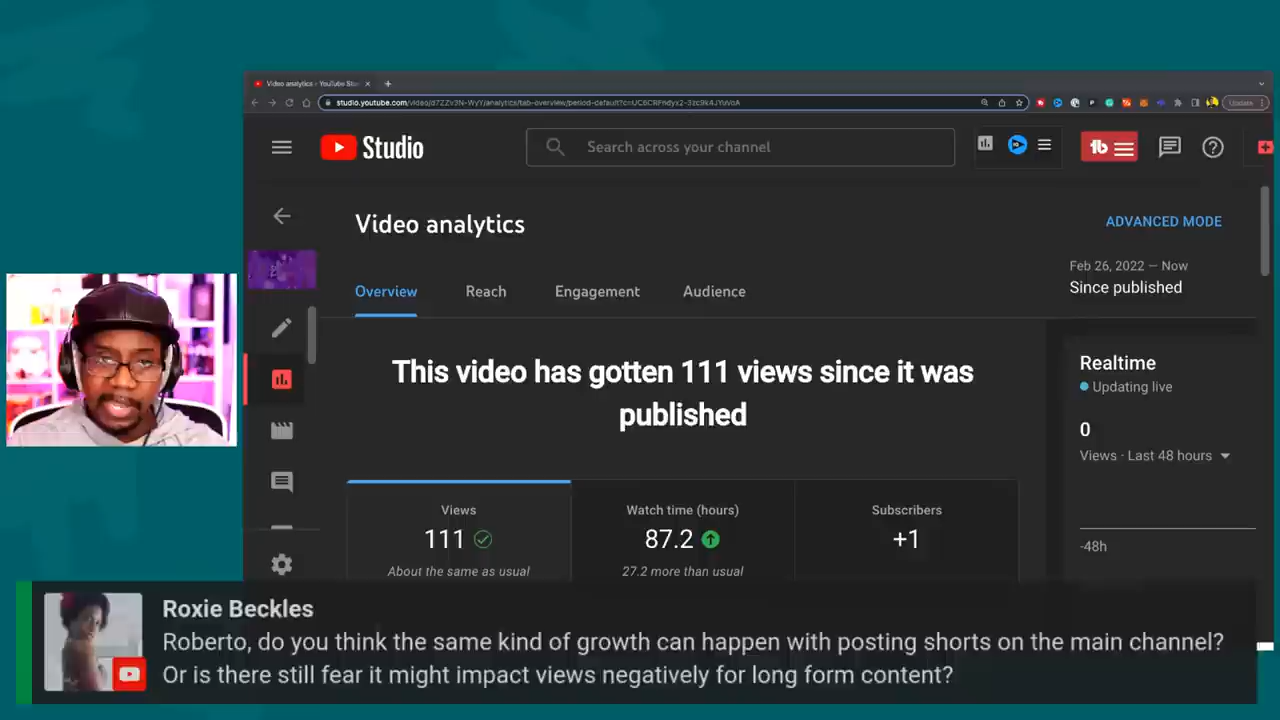 Video analytics - YouTube Stu
Studio
Search across your channel
Update
Video analytics
ADVANCED MODE
Feb 26, 2022 — Now
Since published
Overview
Reach
Engagement
Audience
This video has gotten 111 views since it was
published
Realtime
Updating live
0
Views · Last 48 hours
-48h
Views
111
About the same as usual
Watch time (hours)
87.2
27.2 more than usual
Subscribers
+1
Roxie Beckles
Roberto, do you think the same kind of growth can happen with posting shorts on the main channel?
Or is there still fear it might impact views negatively for long form content?